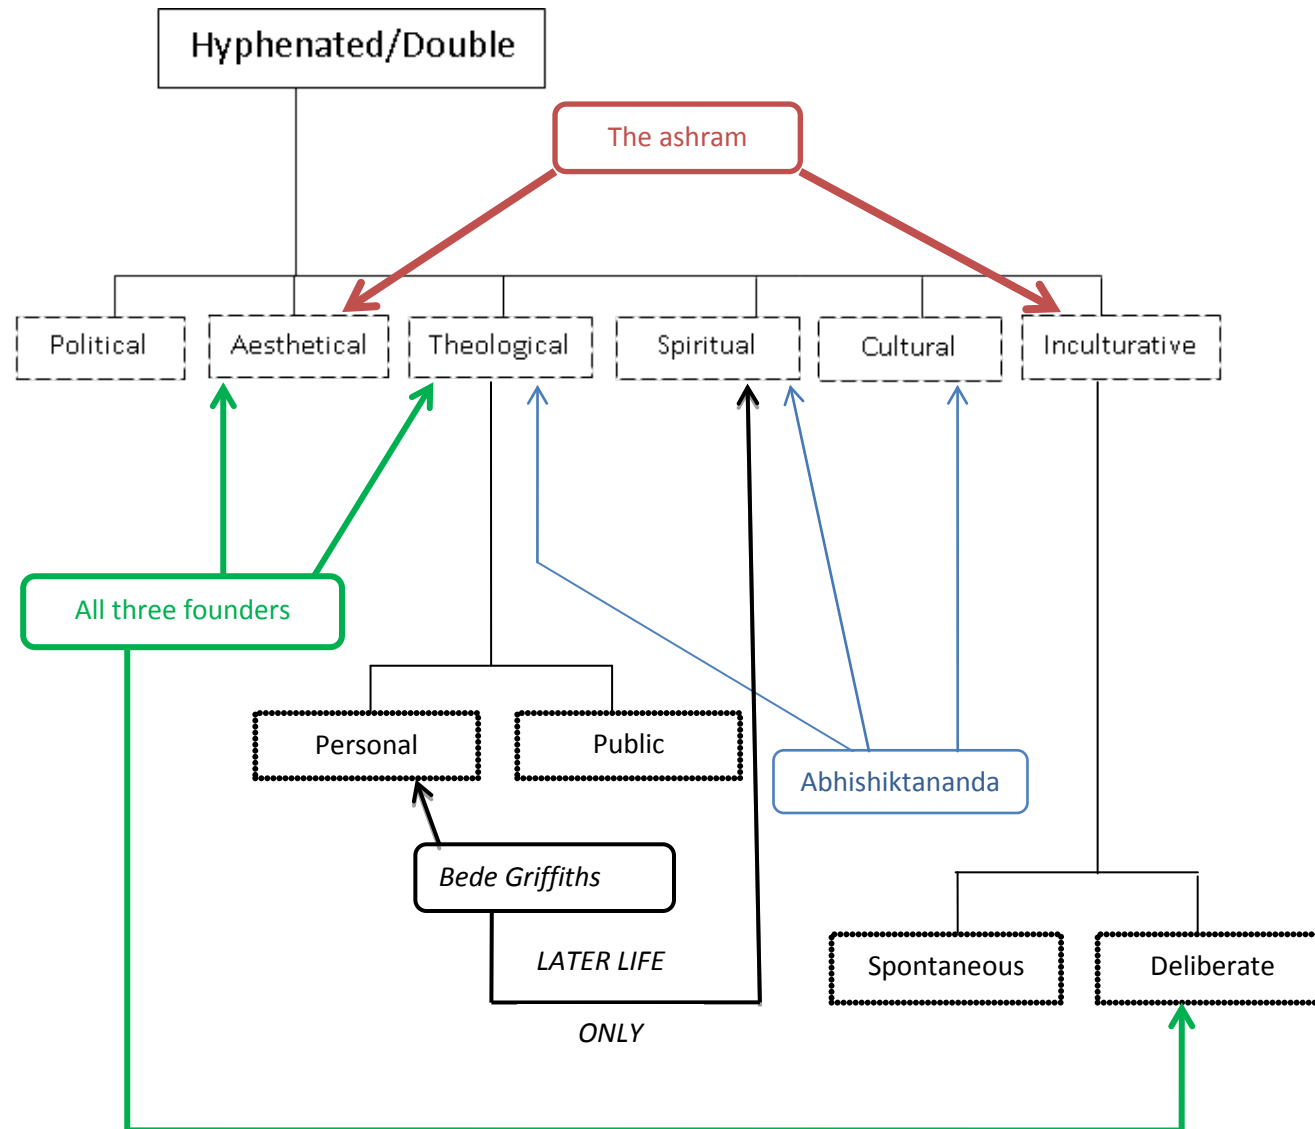 Hyphenated/Double
The ashram
Political
Aesthetical
Theological
Spiritual
Cultural
Inculturative
All three founders
Personal
Public
Abhishiktananda
Bede Griffiths
LATER LIFE
Spontaneous
Deliberate
ONLY